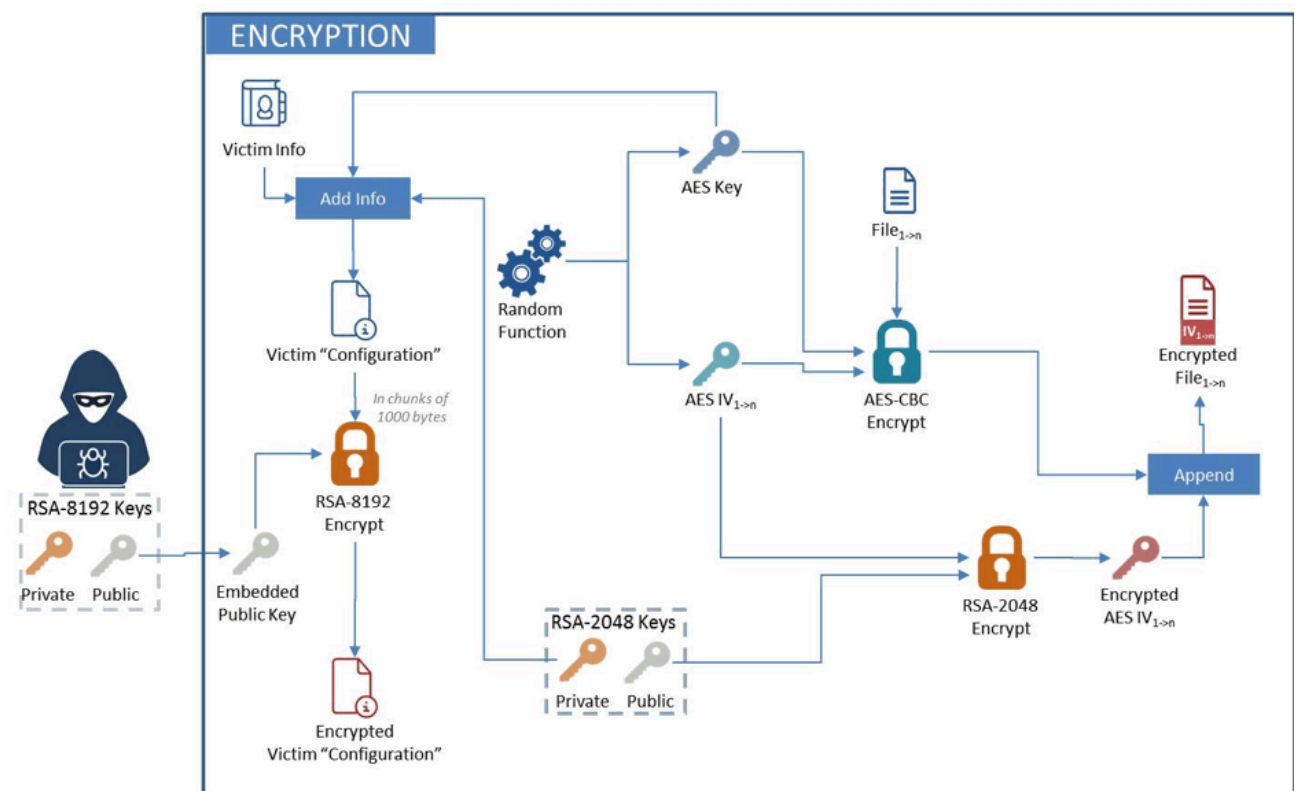 ENCRYPTION
Victim Info
Add Info
AES Key
File1->n
Random
Function
Victim “Configuration”
In chunks of
1000 bytes
AES IV1->n
AES-CBC
Encrypt
IV1->n
Encrypted
File1->n
Append
RSA-8192 Keys
Private
Public
RSA-8192
Encrypt
Embedded
Public Key
RSA-2048 Keys
Private
Public
RSA-2048
Encrypt
Encrypted
AES IV1->n
Encrypted
Victim “Configuration”